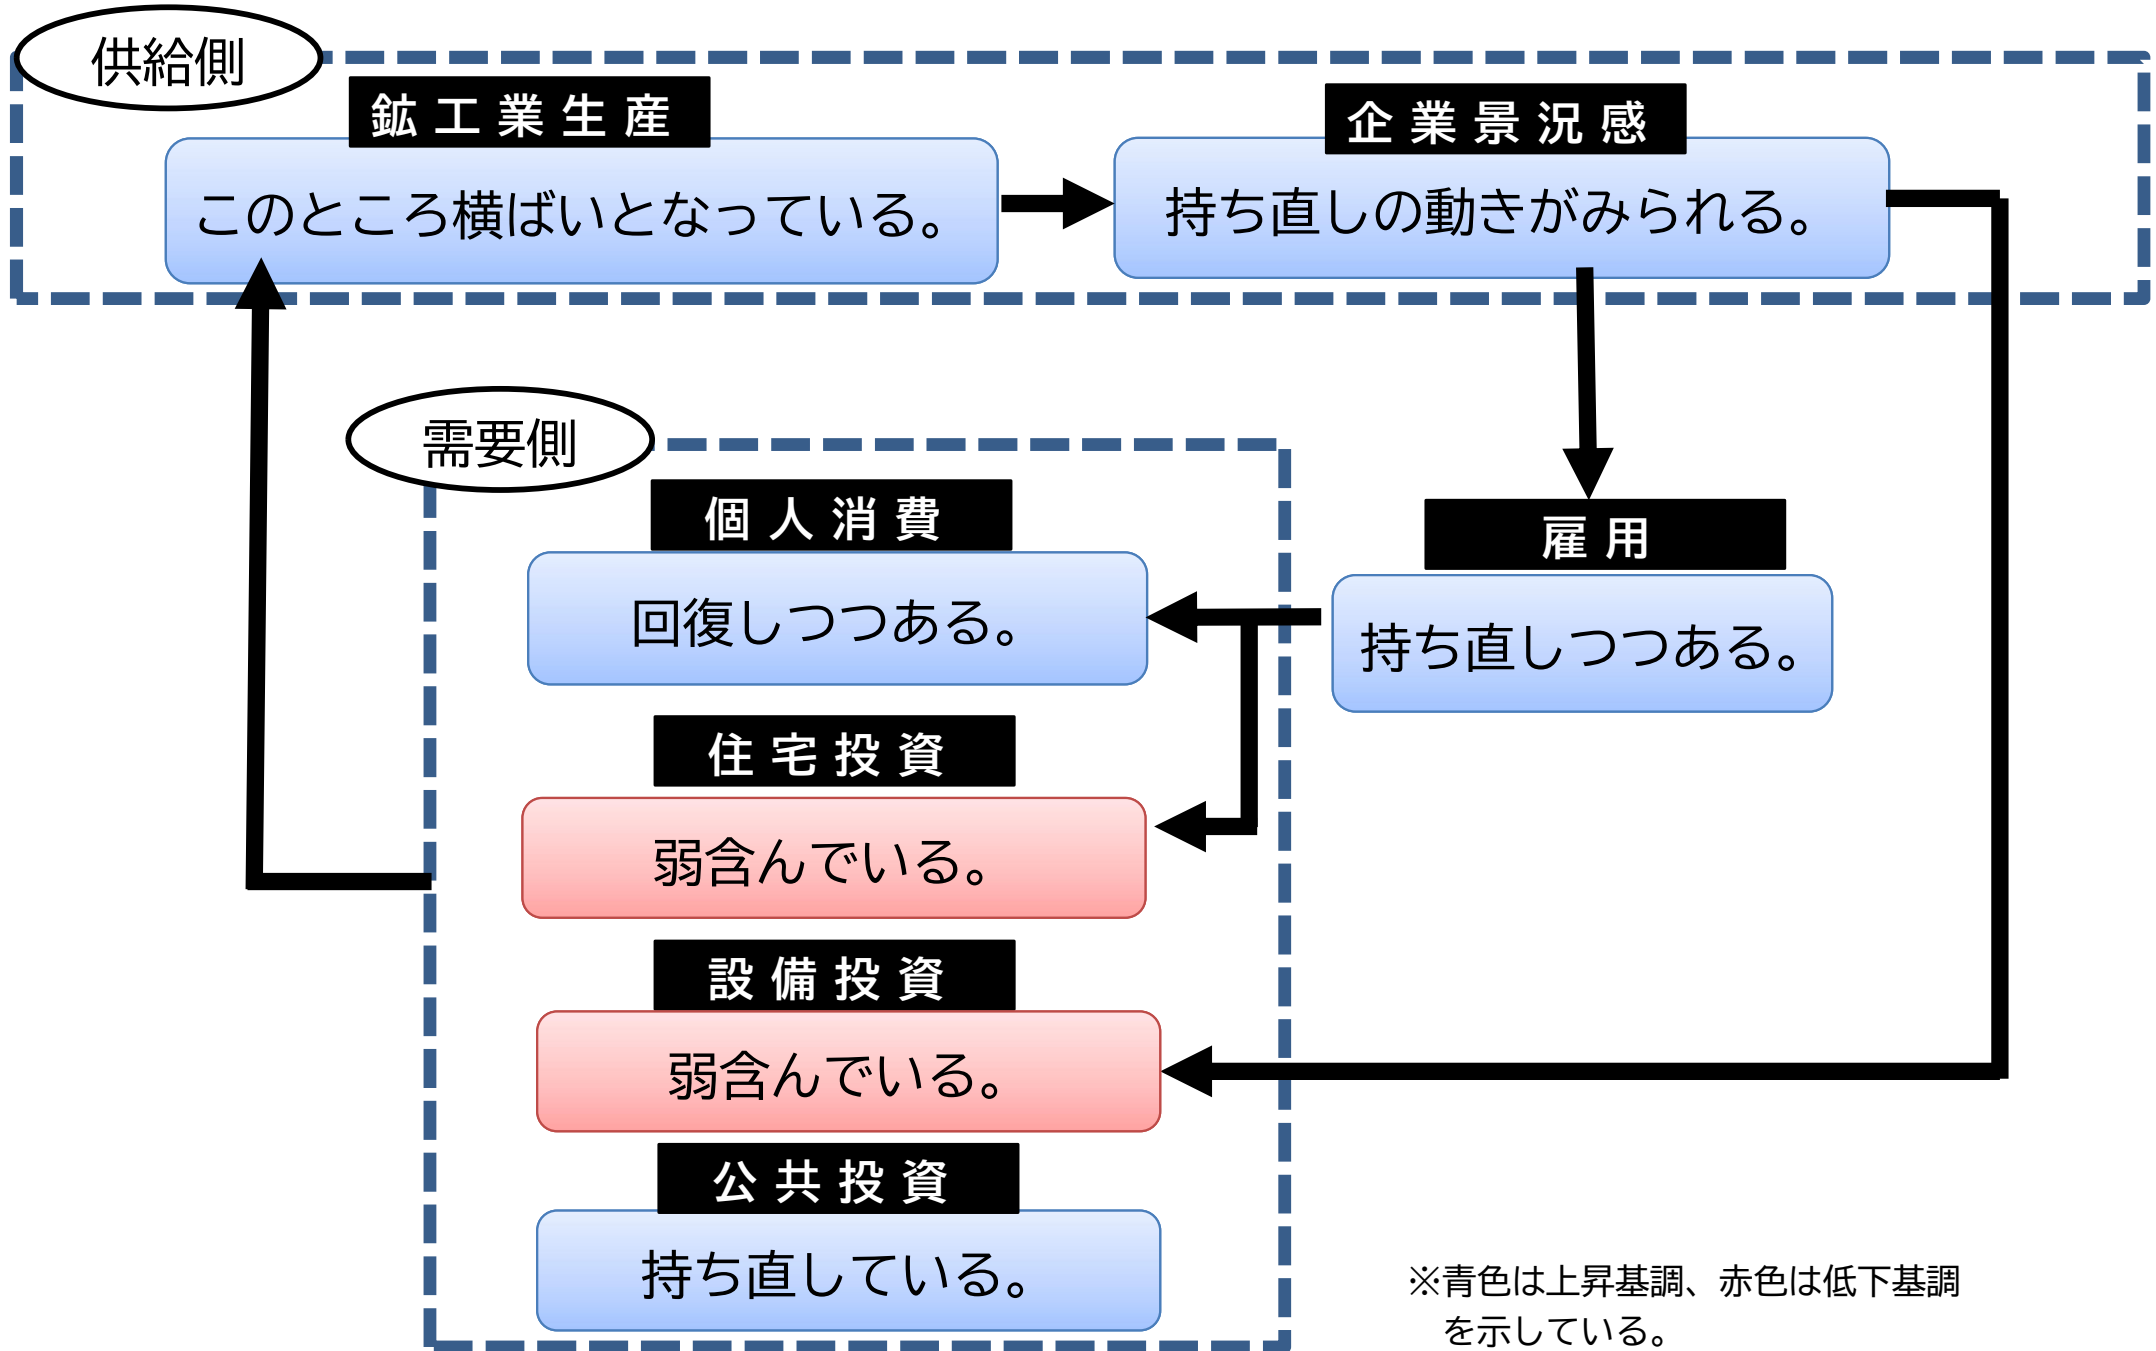 供給側
鉱工業生産
このところ横ばいとなっている。
企業景況感
持ち直しの動きがみられる。
需要側
個人消費
回復しつつある。
雇用
持ち直しつつある。
住宅投資
弱含んでいる。
設備投資
弱含んでいる。
公共投資
持ち直している。
※青色は上昇基調、赤色は低下基調
を示している。